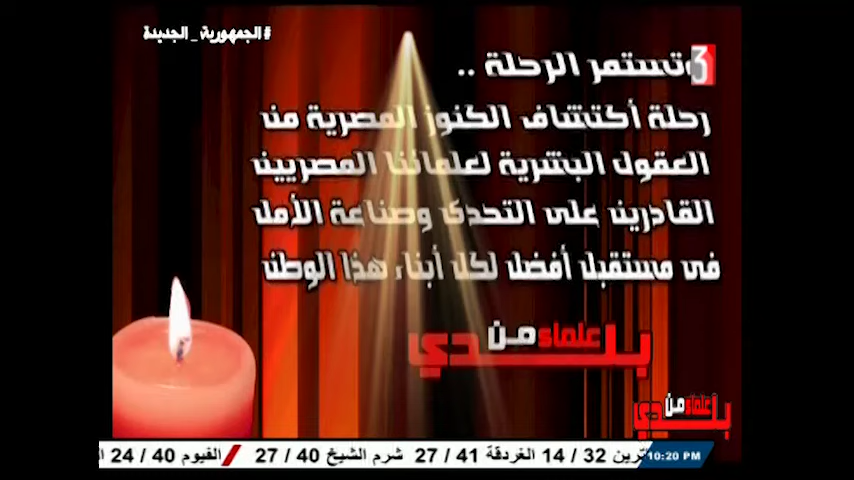 #الجمهورية_الجديدة
وتستمر الرحلة ..
3
رحلة أكتشاف الكنوز المصرية من
العقول البشرية لعلمائنا المصريين
القادرين على التحدى وصناعة الأمل
فى مستقبل أفضل لكل أبناء هذا الوطن
علماء من بلدي
علماء من بلدي
ترين 32 / 14 الغردقة 41 / 27 شرم الشيخ 40 / 27 الفيوم 40 / 24
10:20 PM